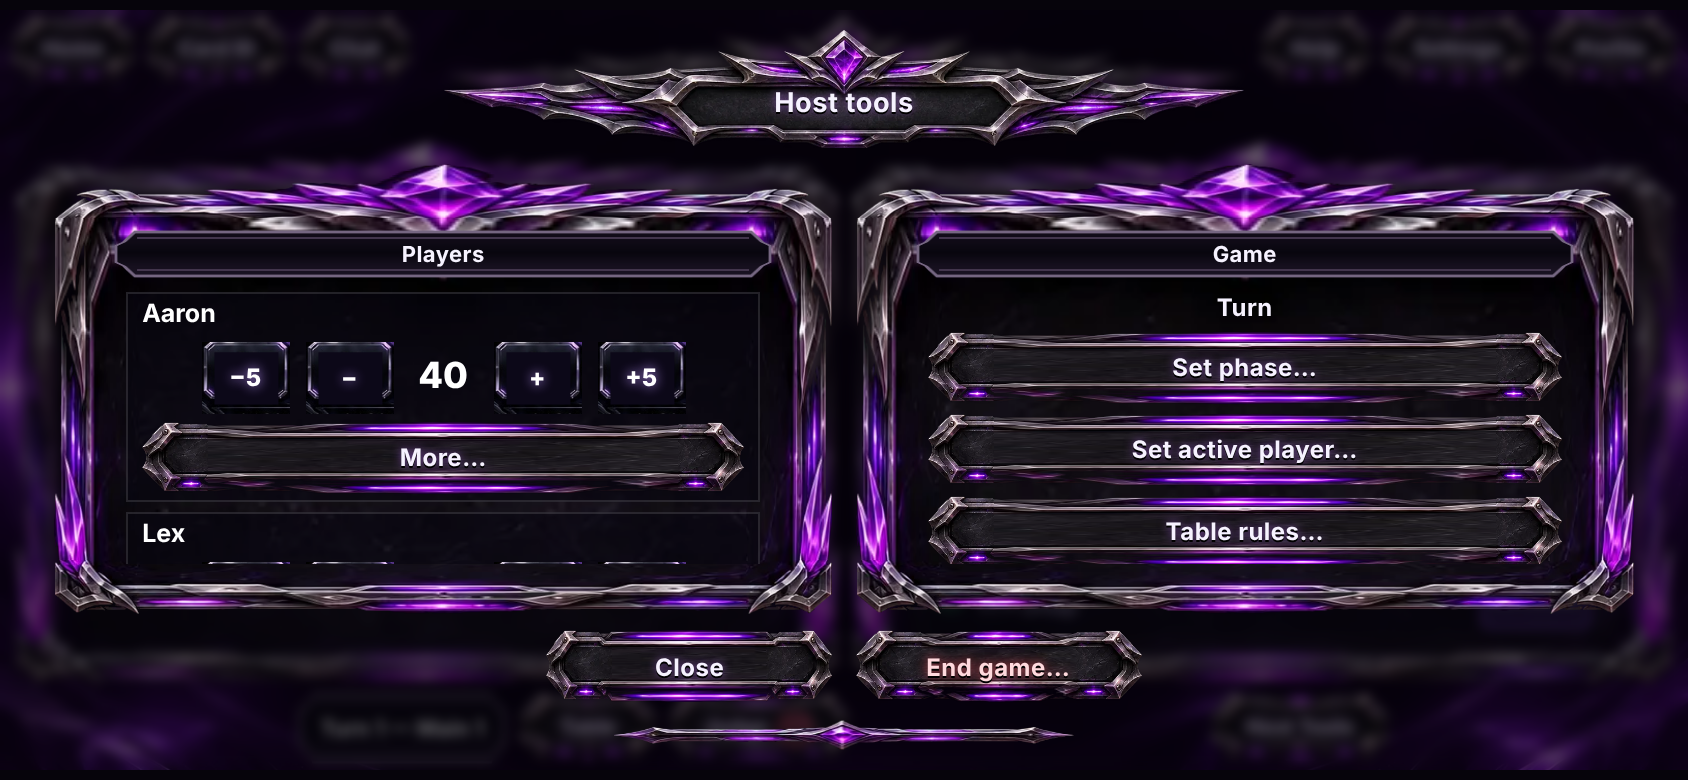 Host tools
Players
Aaron
−5
−
40
+
+5
More...
Lex
Game
Turn
Set phase...
Set active player...
Table rules...
Close
End game...